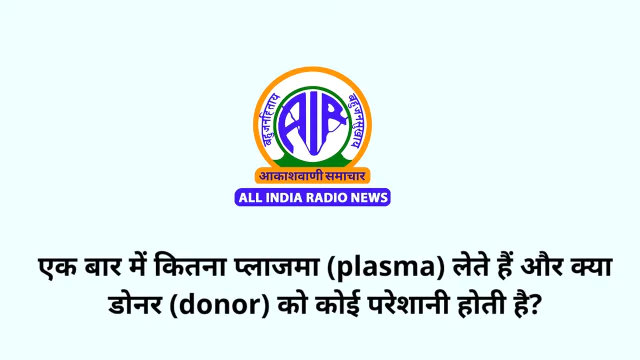 बहुजनहिताय
AIR
बहुजनसुखाय
आकाशवाणी समाचार
ALL INDIA RADIO NEWS
एक बार में कितना प्लाजमा (plasma) लेते हैं और क्या
डोनर (donor) को कोई परेशानी होती है?